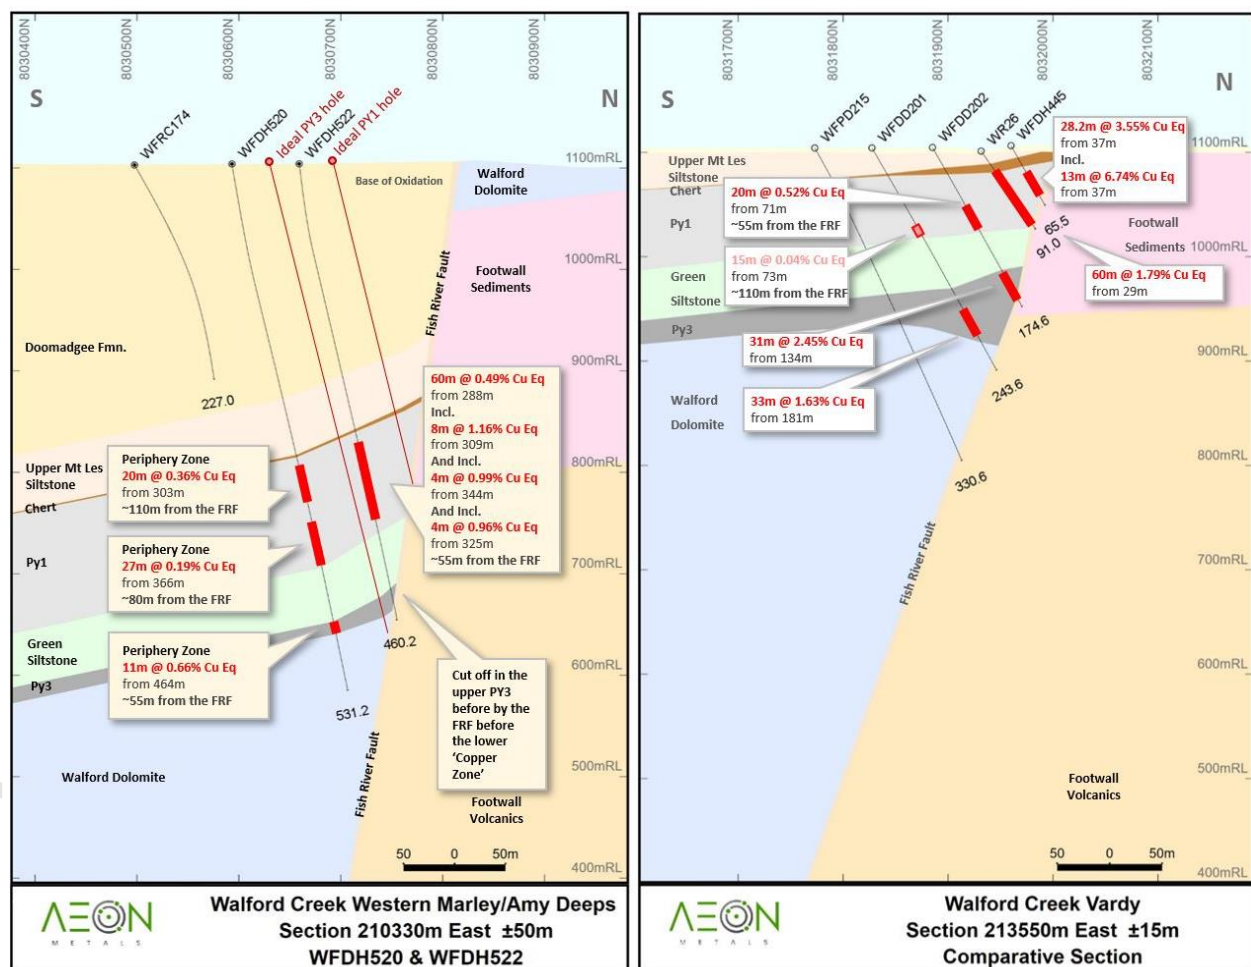 8030400N
8030500N
8030600N
8030700N
8030800N
8030900N
S
N
WFRC174
WFDH520
Ideal PY3 hole
WFDH522
Ideal PY1 hole
1100mRL
Base of Oxidation
Walford
Dolomite
1000mRL
Footwall
Sediments
Fish River Fault
Doomadgee Fmn.
900mRL
227.0
60m @ 0.49% Cu Eq
from 288m
Incl.
8m @ 1.16% Cu Eq
from 309m
And Incl.
4m @ 0.99% Cu Eq
from 344m
And Incl.
4m @ 0.96% Cu Eq
from 325m
~55m from the FRF
800mRL
Upper Mt Les
Siltstone
Chert
Periphery Zone
20m @ 0.36% Cu Eq
from 303m
~110m from the FRF
Py1
Periphery Zone
27m @ 0.19% Cu Eq
from 366m
~80m from the FRF
700mRL
Green
Siltstone
Py3
Periphery Zone
11m @ 0.66% Cu Eq
from 464m
~55m from the FRF
460.2
600mRL
Cut off in the
upper PY3
before by the
FRF before
the lower
‘Copper
Zone’
531.2
Walford Dolomite
Fish River Fault
500mRL
Footwall
Volcanics
50 0 50m
400mRL
AEON
METALS
Walford Creek Western Marley/Amy Deeps
Section 210330m East ±50m
WFDH520 & WFDH522
8031700N
8031800N
8031900N
8032000N
8032100N
S
N
WFPD215
WFDD201
WFDD202
WR26
WFDH445
28.2m @ 3.55% Cu Eq
from 37m
Incl.
13m @ 6.74% Cu Eq
from 37m
1100mRL
Upper Mt Les
Siltstone
Chert
20m @ 0.52% Cu Eq
from 71m
~55m from the FRF
Py1
65.5
91.0
Footwall
Sediments
1000mRL
15m @ 0.04% Cu Eq
from 73m
~110m from the FRF
60m @ 1.79% Cu Eq
from 29m
Green
Siltstone
Py3
174.6
31m @ 2.45% Cu Eq
from 134m
900mRL
243.6
33m @ 1.63% Cu Eq
from 181m
Walford
Dolomite
800mRL
330.6
700mRL
Fish River Fault
600mRL
500mRL
Footwall
Volcanics
50 0 50m
400mRL
AEON
METALS
Walford Creek Vardy
Section 213550m East ±15m
Comparative Section